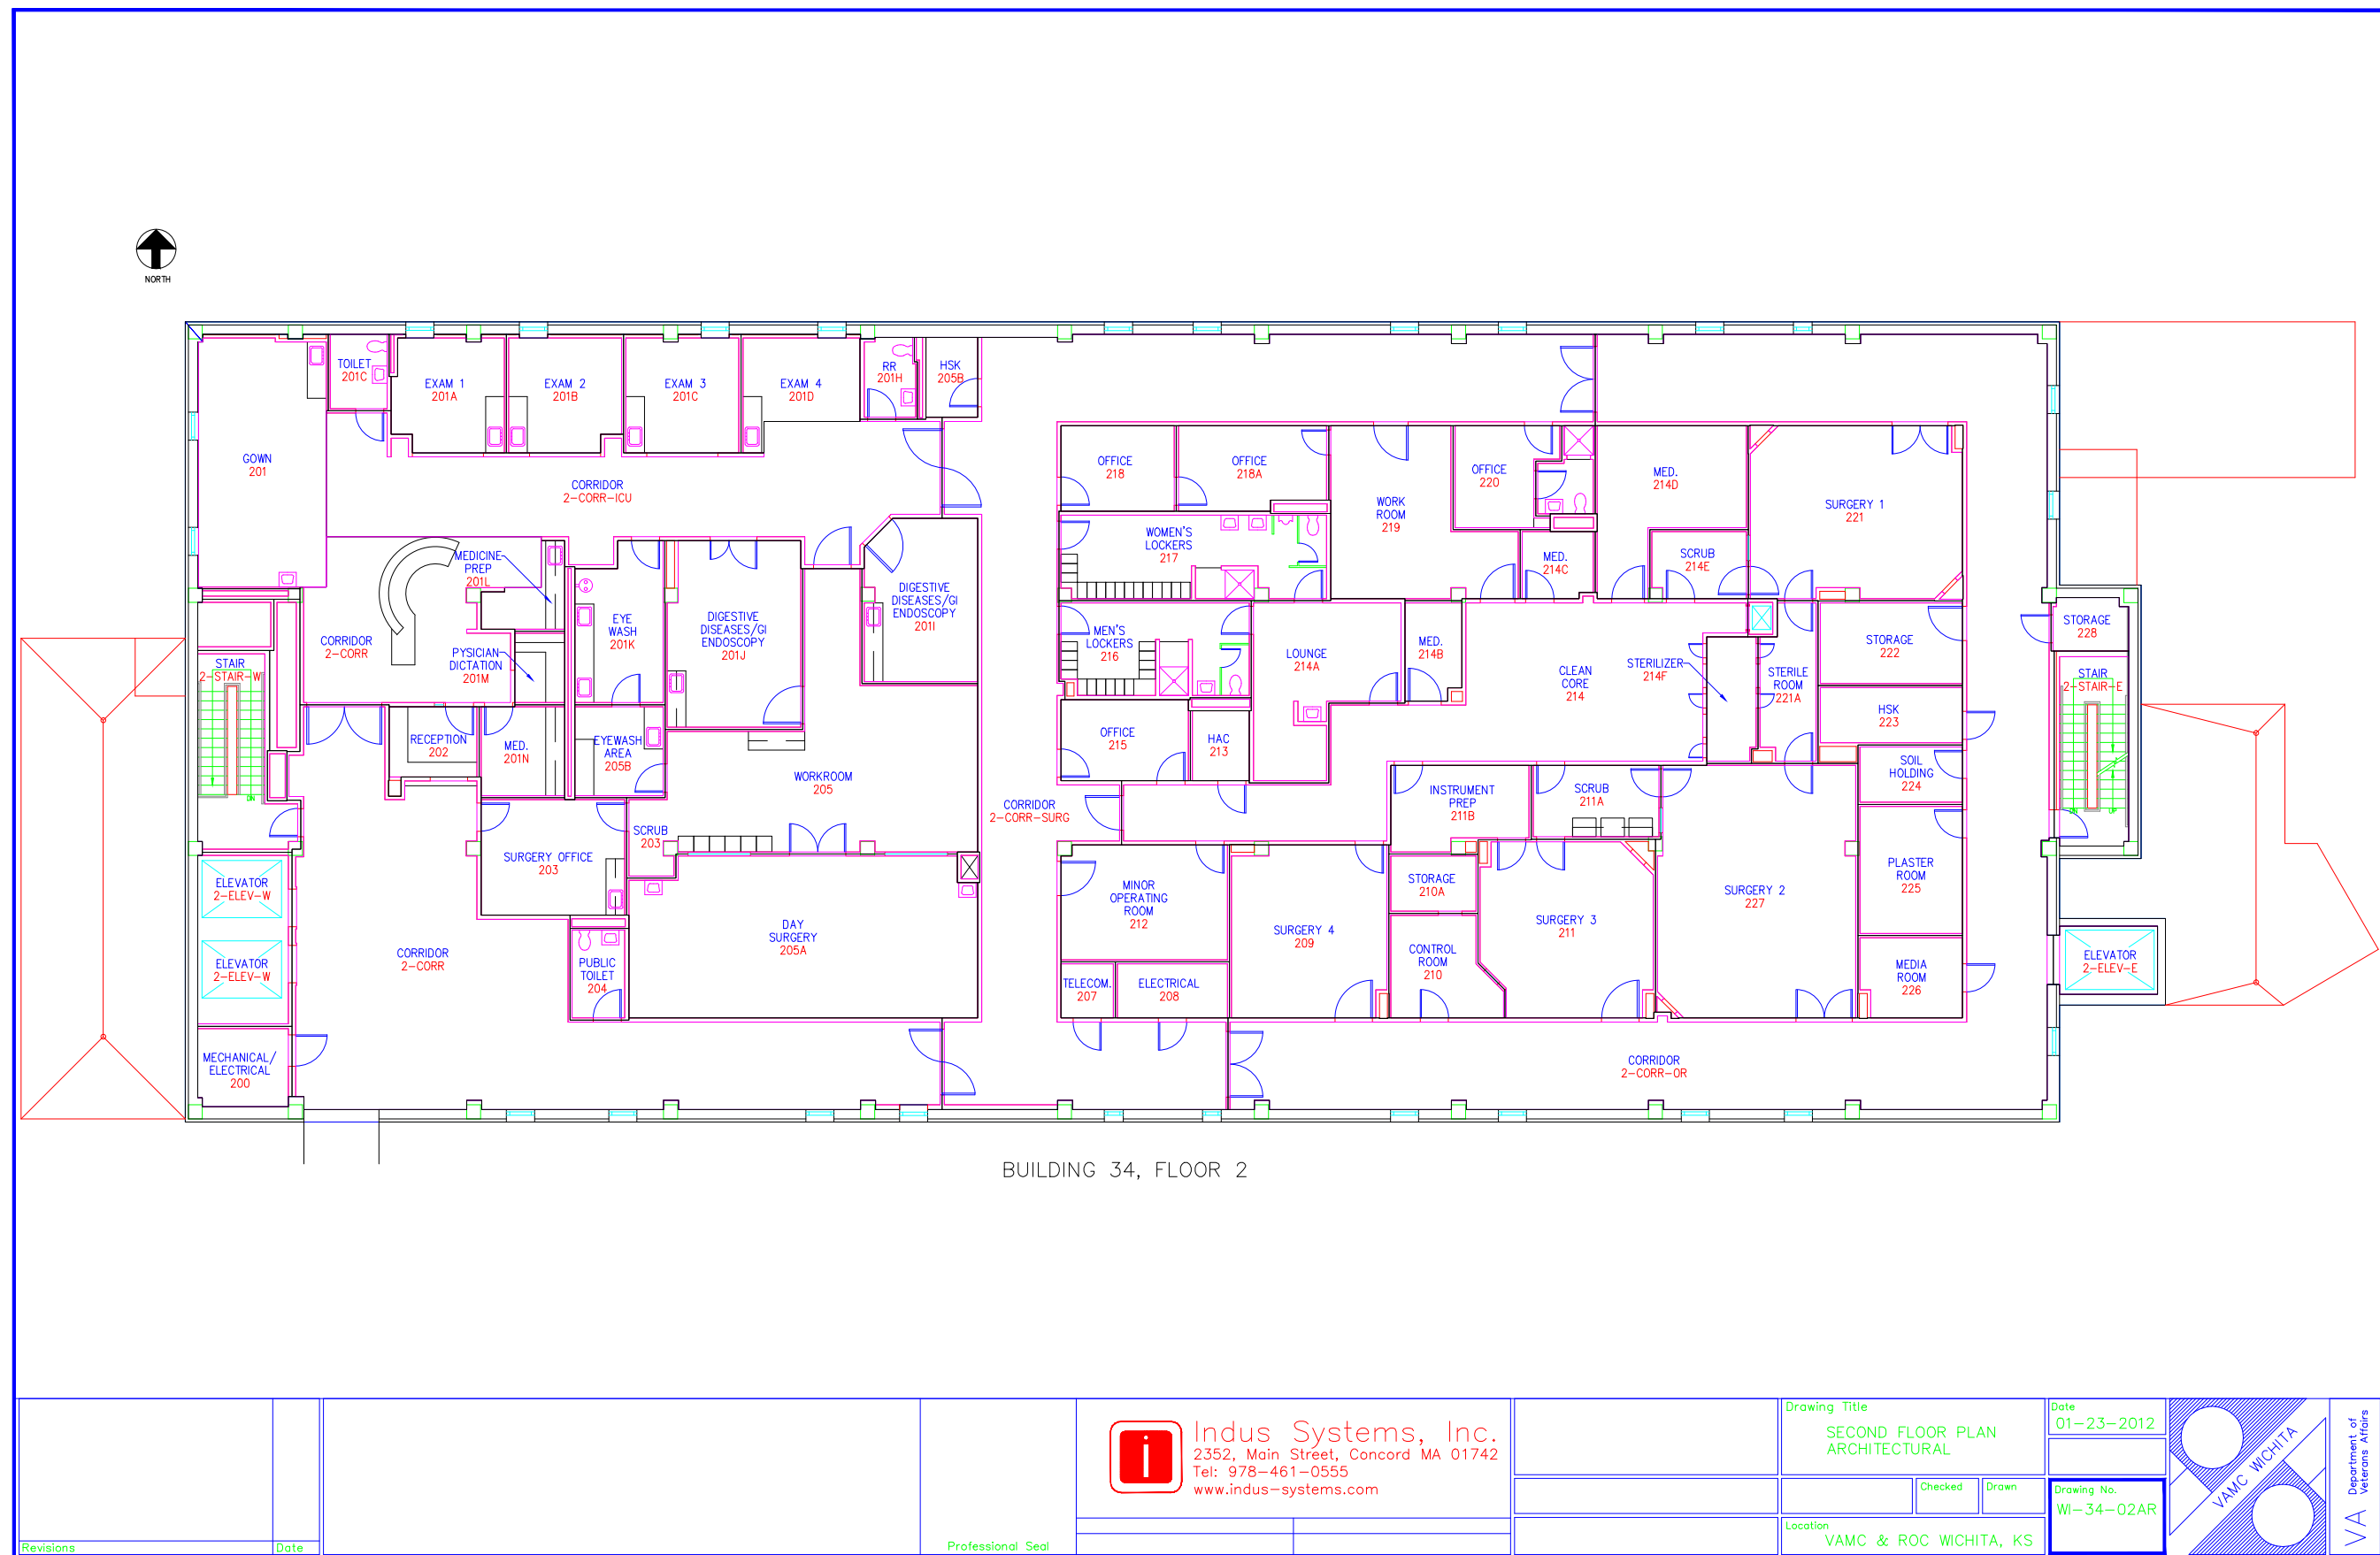 NORTH
TOILET
201C
EXAM 1
201A
EXAM 2
201B
EXAM 3
201C
EXAM 4
201D
RR
201H
HSK
205B
GOWN
201
CORRIDOR
2-CORR-ICU
OFFICE
218
OFFICE
218A
WORK
ROOM
219
OFFICE
220
MED.
214D
SURGERY 1
221
WOMEN'S
LOCKERS
217
MED.
214C
SCRUB
214E
MEDICINE
PREP
201L
EYE
WASH
201K
DIGESTIVE
DISEASES/GI
ENDOSCOPY
201J
DIGESTIVE
DISEASES/GI
ENDOSCOPY
201I
CORRIDOR
2-CORR
PYSICIAN
DICTATION
201M
MEN'S
LOCKERS
216
LOUNGE
214A
MED.
214B
CLEAN
CORE
214
STERILIZER
214F
STERILE
ROOM
221A
STORAGE
222
STORAGE
228
STAIR
2-STAIR-W
STAIR
2-STAIR-E
HSK
223
RECEPTION
202
MED.
201N
EYEWASH
AREA
205B
WORKROOM
205
OFFICE
215
HAC
213
SOIL
HOLDING
224
CORRIDOR
2-CORR-SURG
INSTRUMENT
PREP
211B
SCRUB
211A
SCRUB
203
SURGERY OFFICE
203
ELEVATOR
2-ELEV-W
MINOR
OPERATING
ROOM
212
STORAGE
210A
SURGERY 2
227
PLASTER
ROOM
225
DAY
SURGERY
205A
SURGERY 4
209
SURGERY 3
211
CORRIDOR
2-CORR
ELEVATOR
2-ELEV-W
PUBLIC
TOILET
204
CONTROL
ROOM
210
MEDIA
ROOM
226
ELEVATOR
2-ELEV-E
TELECOM.
207
ELECTRICAL
208
MECHANICAL/
ELECTRICAL
200
CORRIDOR
2-CORR-OR
BUILDING 34, FLOOR 2
Revisions
Date
Professional Seal
i
Indus Systems, Inc.
2352, Main Street, Concord MA 01742
Tel: 978-461-0555
www.indus-systems.com
Drawing Title
SECOND FLOOR PLAN
ARCHITECTURAL
Date
01-23-2012
Checked
Drawn
Drawing No.
WI-34-02AR
Location
VAMC & ROC WICHITA, KS
VAMC WICHITA
VA
Department of
Veterans Affairs